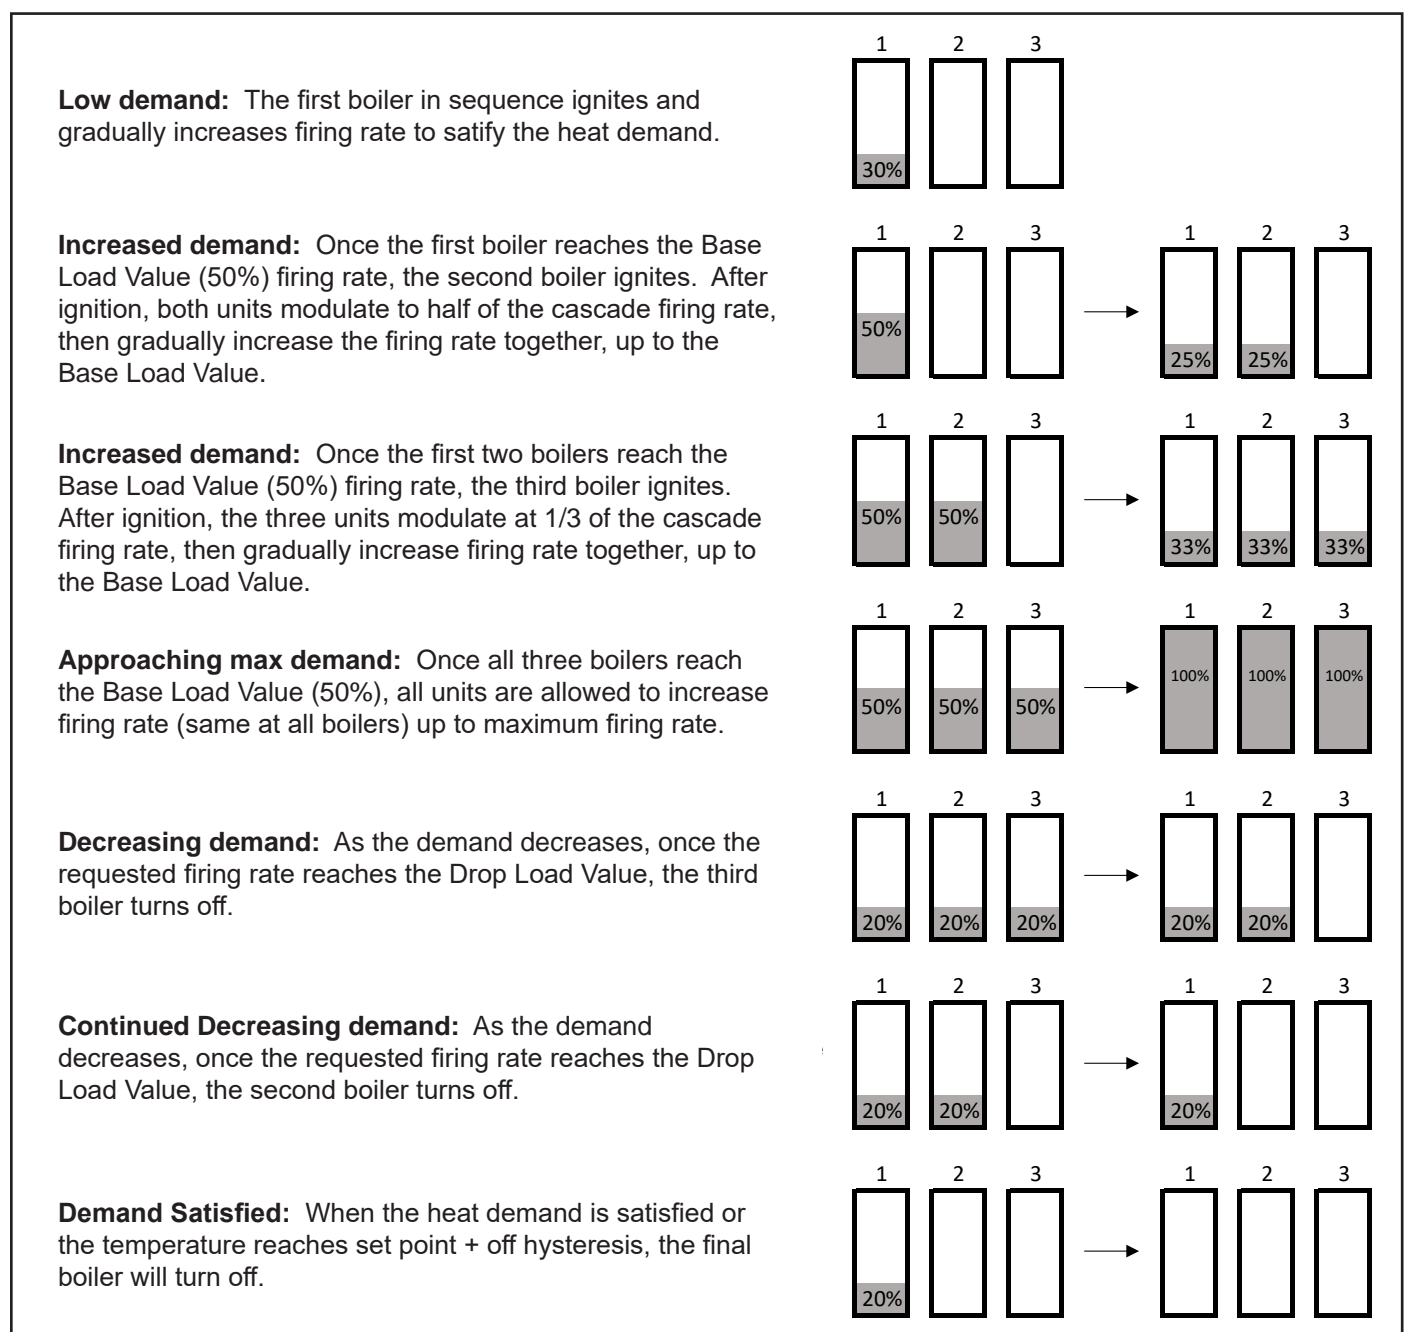 1 2 3
Low demand: The first boiler in sequence ignites and
gradually increases firing rate to satify the heat demand.
30%
1 2 3 1 2 3
Increased demand: Once the first boiler reaches the Base
Load Value (50%) firing rate, the second boiler ignites. After
ignition, both units modulate to half of the cascade firing rate,
then gradually increase the firing rate together, up to the
Base Load Value.
50% 25% 25%
1 2 3 1 2 3
Increased demand: Once the first two boilers reach the
Base Load Value (50%) firing rate, the third boiler ignites.
After ignition, the three units modulate at 1/3 of the cascade
firing rate, then gradually increase firing rate together, up to
the Base Load Value.
50% 50% 33% 33% 33%
1 2 3 1 2 3
Approaching max demand: Once all three boilers reach
the Base Load Value (50%), all units are allowed to increase
firing rate (same at all boilers) up to maximum firing rate.
50% 50% 50% 100% 100% 100%
1 2 3 1 2 3
Decreasing demand: As the demand decreases, once the
requested firing rate reaches the Drop Load Value, the third
boiler turns off.
20% 20% 20% 20% 20%
1 2 3 1 2 3
Continued Decreasing demand: As the demand
decreases, once the requested firing rate reaches the Drop
Load Value, the second boiler turns off.
20% 20% 20%
1 2 3 1 2 3
Demand Satisfied: When the heat demand is satisfied or
the temperature reaches set point + off hysteresis, the final
boiler will turn off.
20%